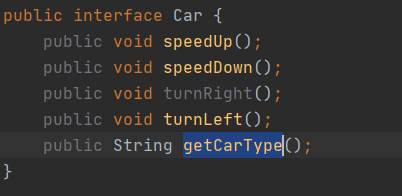 public interface Car {
public void speedUp();
public void speedDown();
public void turnRight();
public void turnLeft();
public String getCarType();
}